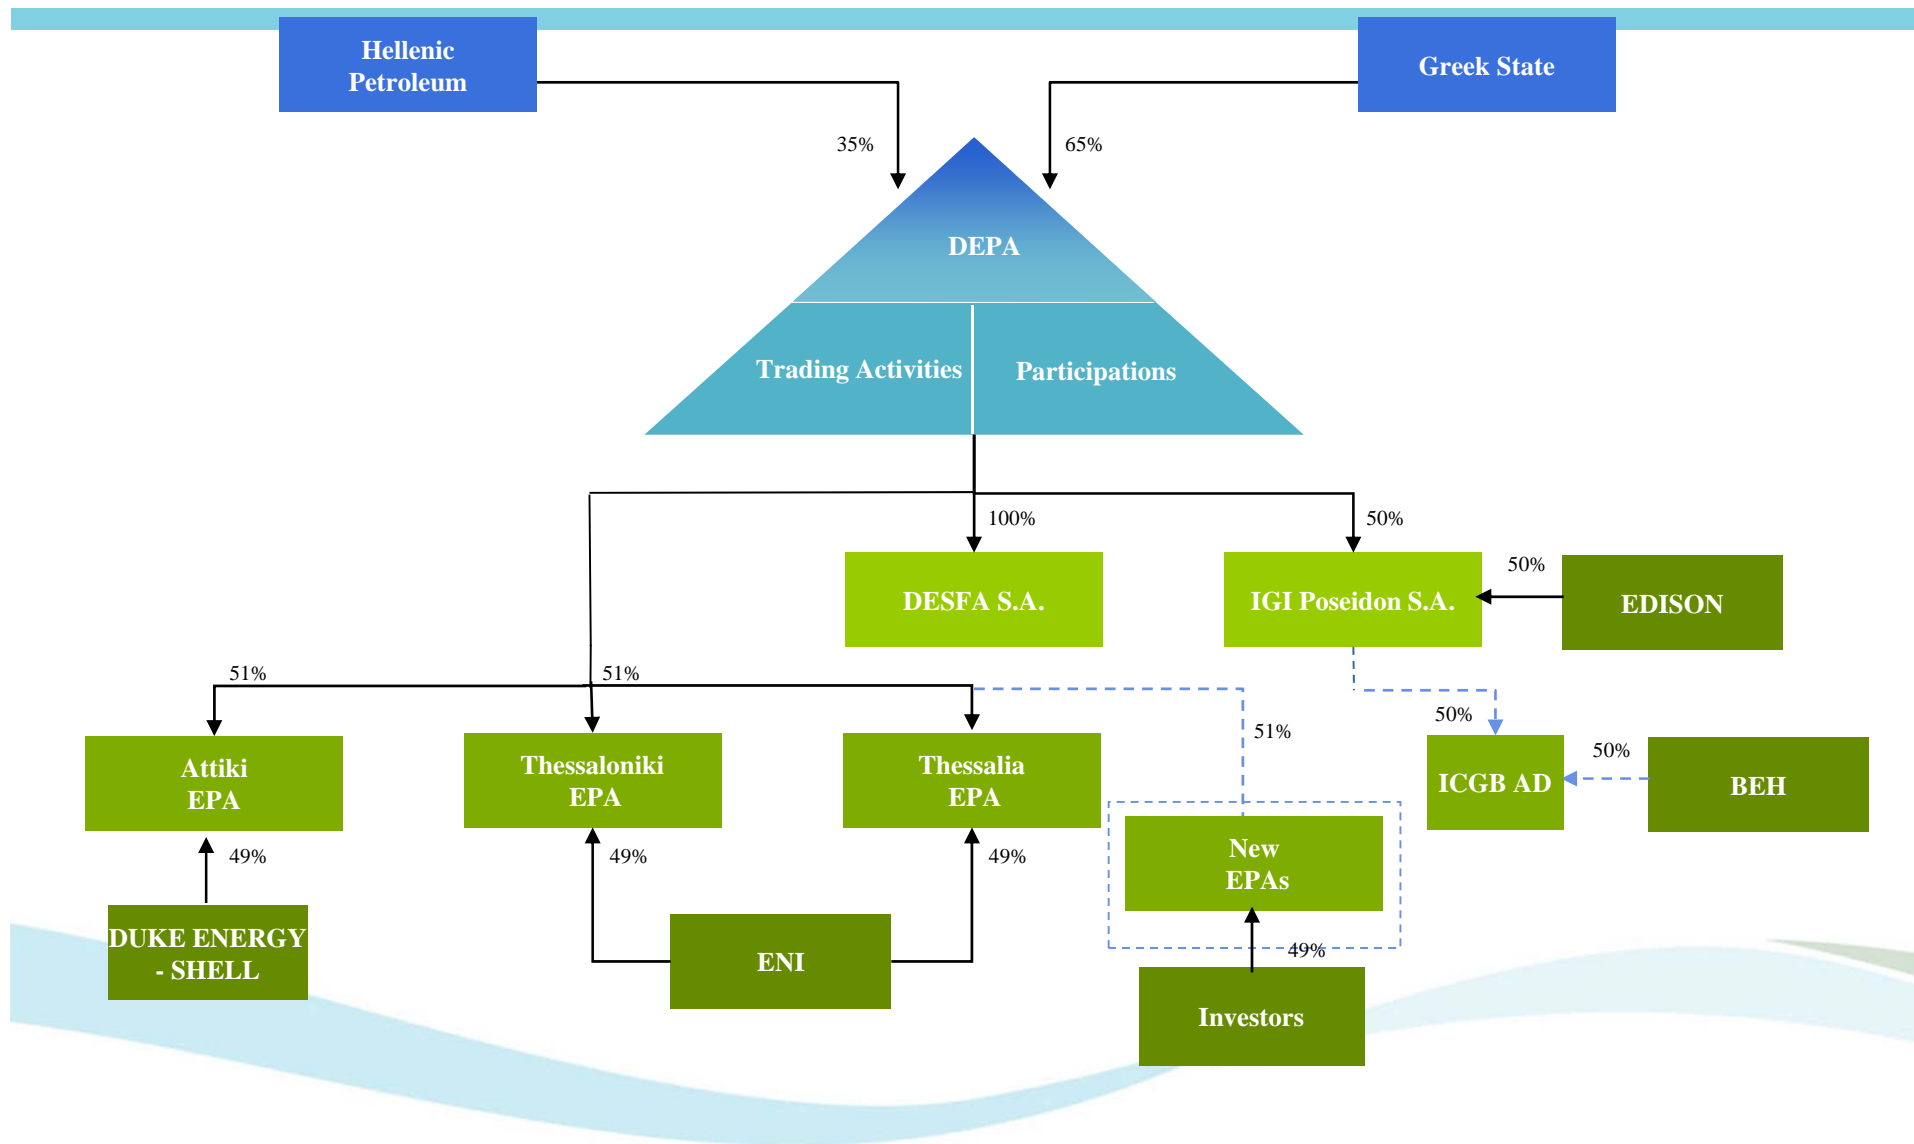 Hellenic
Petroleum
Greek State
35%
65%
DEPA
Trading Activities
Participations
100%
50%
DESFA S.A.
IGI Poseidon S.A.
50%
EDISON
51%
51%
51%
50%
Attiki
EPA
Thessaloniki
EPA
Thessalia
EPA
ICGB AD
50%
BEH
New
EPAs
49%
49%
49%
DUKE ENERGY
- SHELL
ENI
49%
Investors